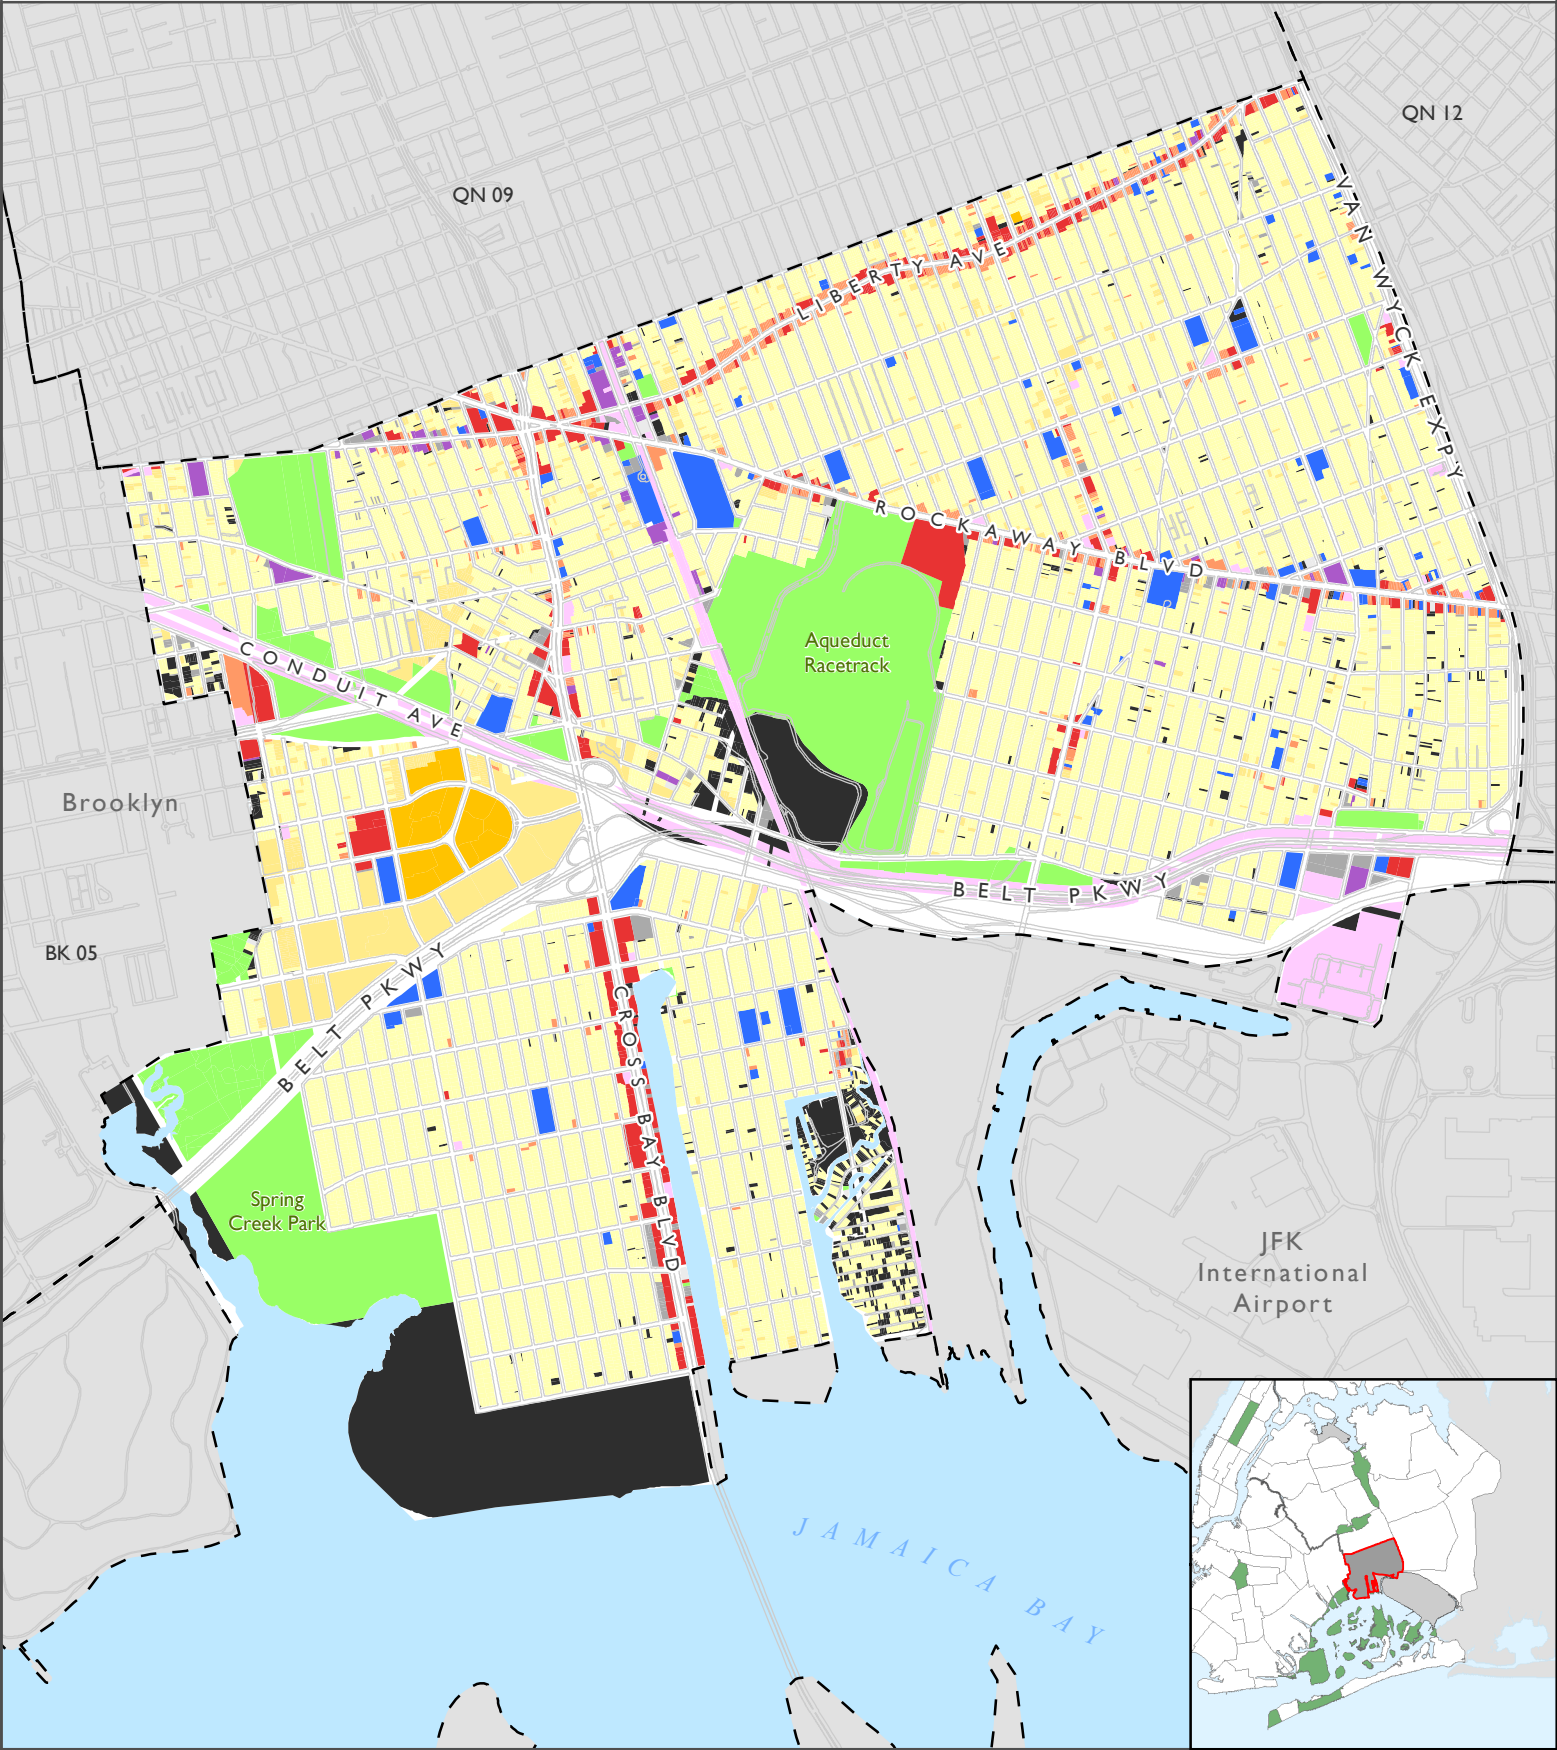 QN 12
QN 09
VAN WYCK EXPY
LIBERTY AVE
ROCKAWAY BLVD
Aqueduct
Racetrack
CONDUIT AVE
Brooklyn
BELT PKWY
BK 05
BELT PKWY
CROSS BAY BLVD
Spring
Creek Park
JFK
International
Airport
JAMAICA BAY